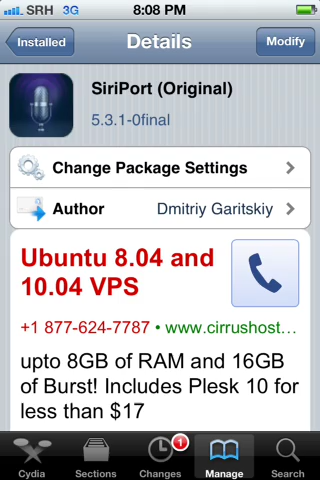 SRH 3G 8:08 PM
Installed Details Modify
SiriPort (Original)
5.3.1-0final
Change Package Settings
Author Dmitriy Garitskiy
Ubuntu 8.04 and
10.04 VPS
+1 877-624-7787 • www.cirrushost...
upto 8GB of RAM and 16GB
of Burst! Includes Plesk 10 for
less than $17
1
Cydia Sections Changes Manage Search